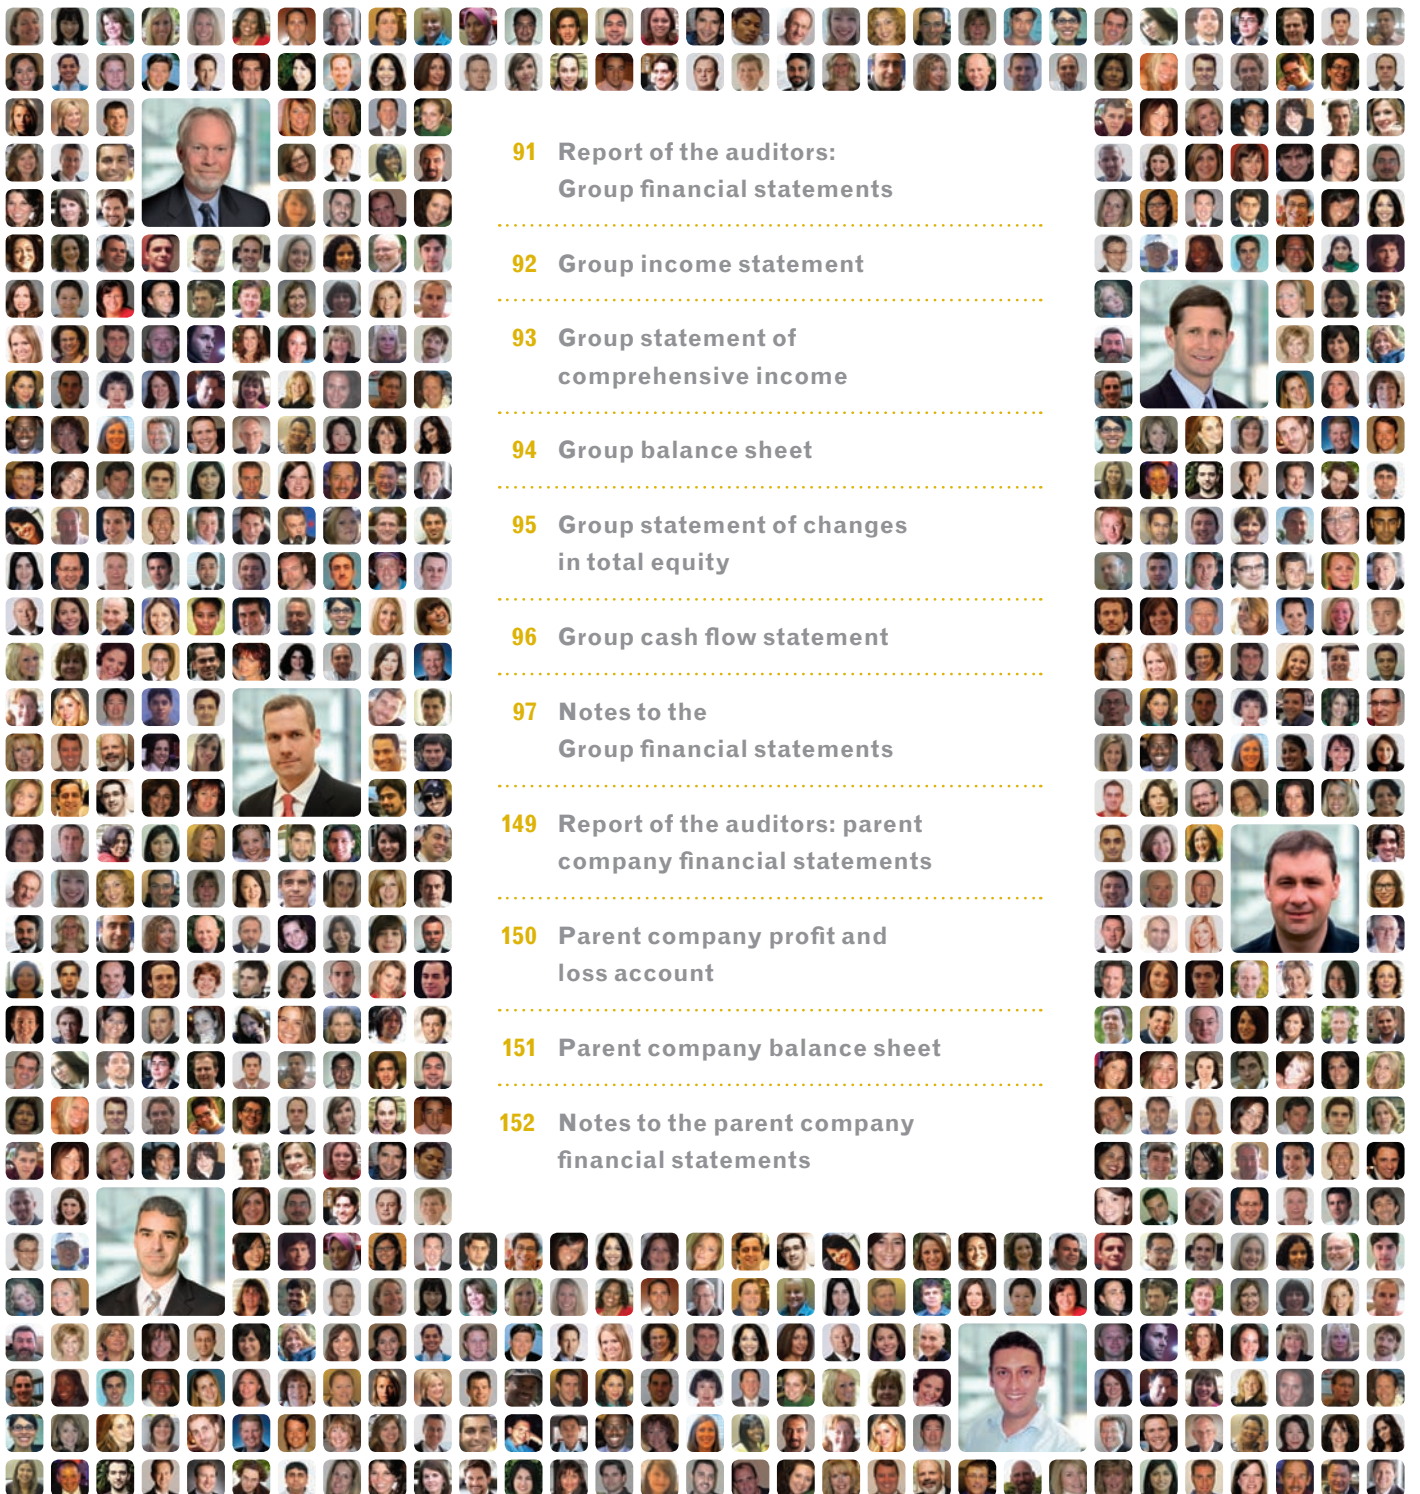 91 Report of the auditors:
Group financial statements
92 Group income statement
93 Group statement of
comprehensive income
94 Group balance sheet
95 Group statement of changes
in total equity
96 Group cash flow statement
97 Notes to the
Group financial statements
149 Report of the auditors: parent
company financial statements
150 Parent company profit and
loss account
151 Parent company balance sheet
152 Notes to the parent company
financial statements